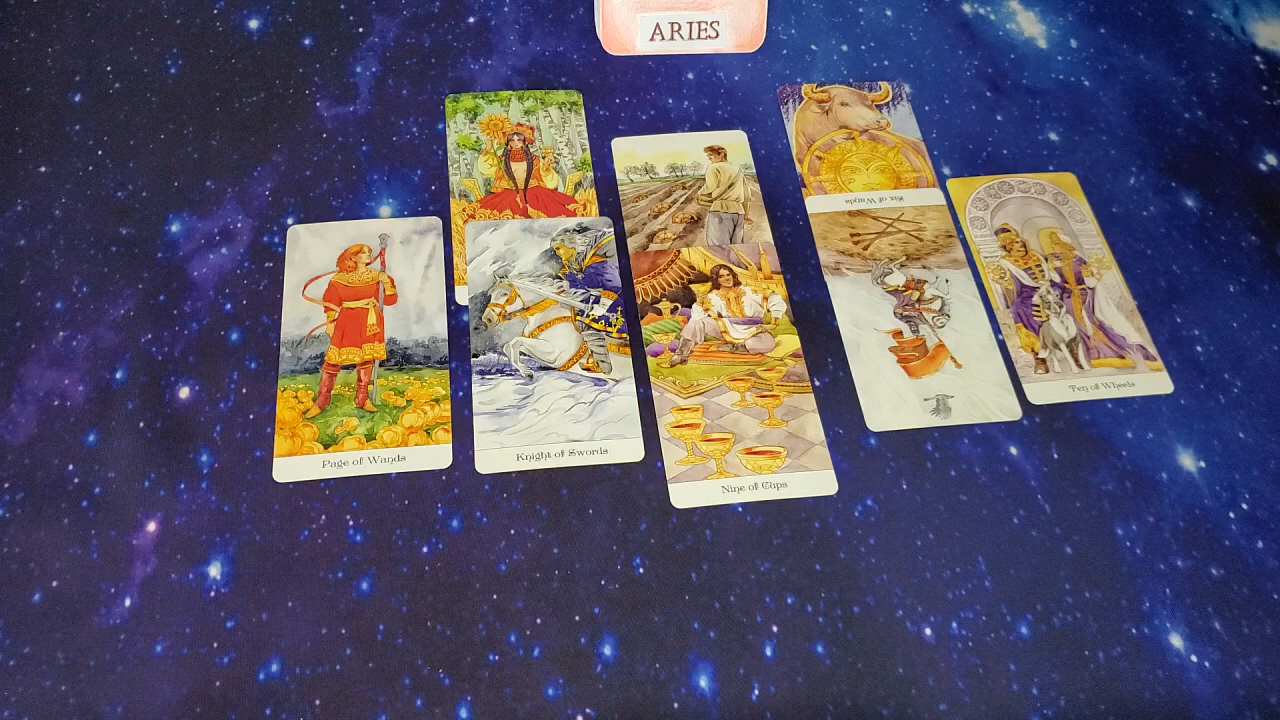 ARIES
Six of Wands
Ten of Wheels
Page of Wands
Knight of Swords
Nine of Cups